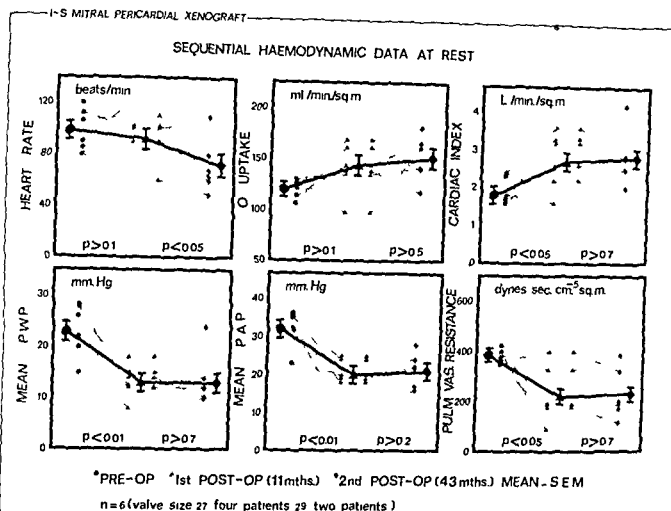 I-S MITRAL PERICARDIAL XENOGRAFT
SEQUENTIAL HAEMODYNAMIC DATA AT REST
beats/min
HEART RATE
120
80
40
0
p>01 p<005
ml/min/sq.m
O UPTAKE
200
150
100
50
p>01 p>05
L/min./sq.m
CARDIAC INDEX
4
3
2
1
p<005 p>07
mm.Hg
MEAN PWP
30
20
10
0
p<001 p>07
mm.Hg
MEAN PAP
40
30
20
10
0
p<0.01 p>0.2
dynes sec. cm⁻⁵ sq.m.
PULM VAS. RESISTANCE
600
400
200
0
p<005 p>07
•PRE-OP ▴1st POST-OP (11mths.) •2nd POST-OP (43 mths.) MEAN-SEM
n=6 (valve size 27 four patients 29 two patients)